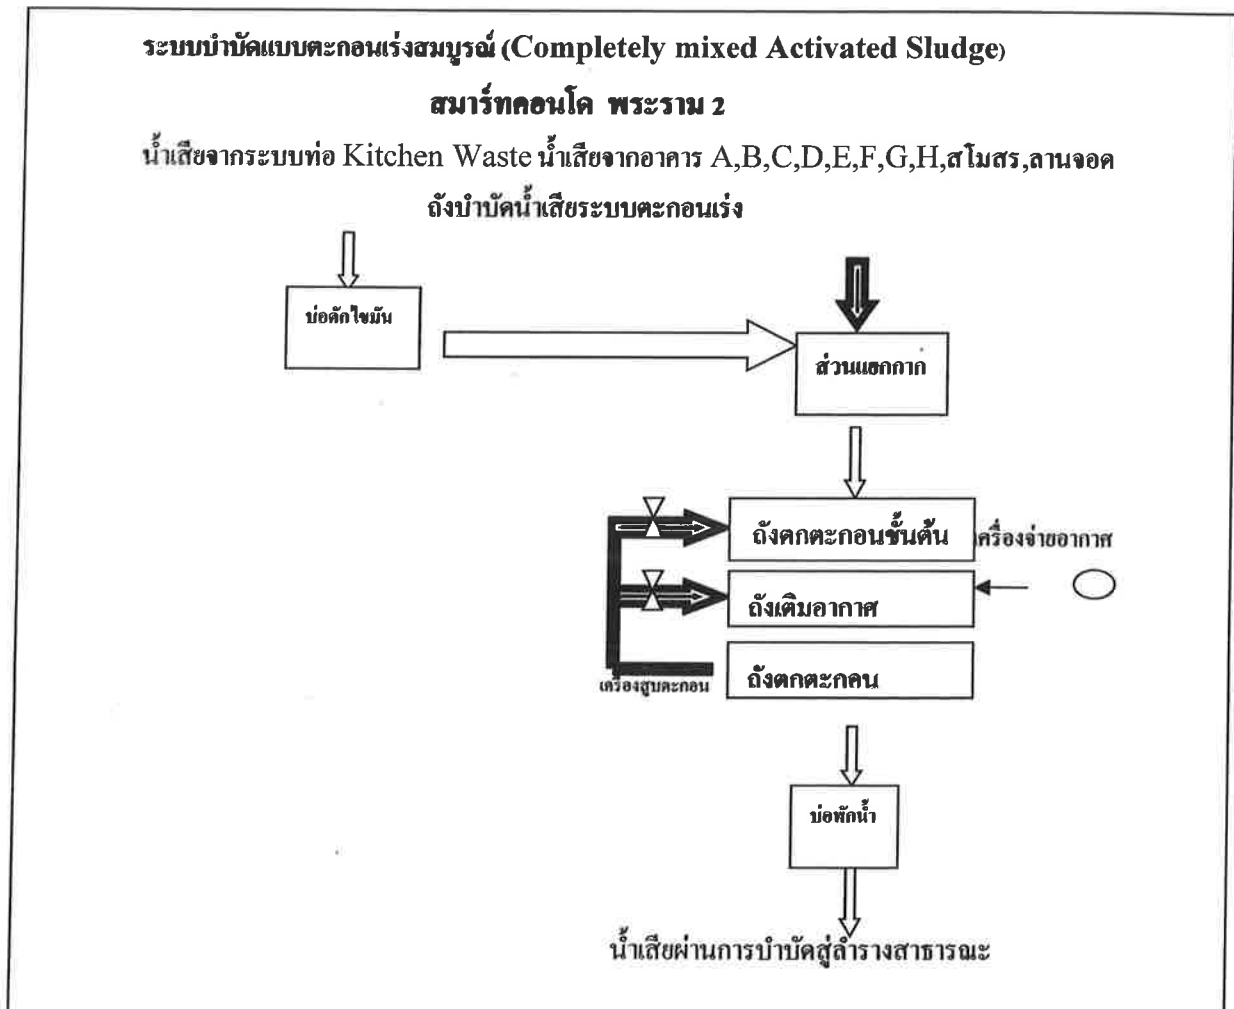 ระบบบำบัดแบบตะกอนเร่งสมบูรณ์ (Completely mixed Activated Sludge)
สมาร์ทคอนโด พระราม 2
น้ำเสียจากระบบท่อ Kitchen Waste น้ำเสียจากอาคาร A,B,C,D,E,F,G,H,สโมสร,ลานจอด
ถังบำบัดน้ำเสียระบบตะกอนเร่ง
บ่อดักไขมัน
ส่วนแยกกาก
ถังตกตะกอนขั้นต้น
เครื่องจ่ายอากาศ
ถังเติมอากาศ
ถังตกตะกคน
เครื่องสูบตะกอน
บ่อพักน้ำ
น้ำเสียผ่านการบำบัดสู่ลำรางสาธารณะ